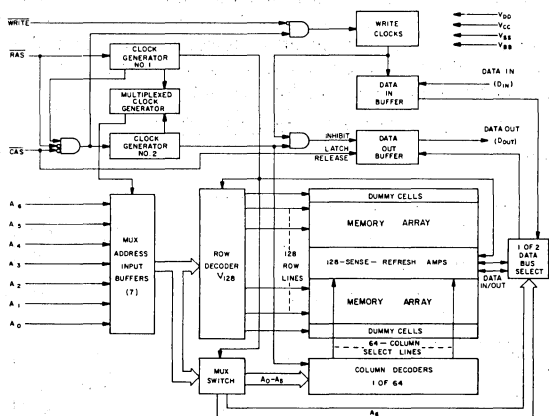 WRITE
WRITE
CLOCKS
VDD
VCC
VSS
VBB
RAS
CLOCK
GENERATOR
NO. 1
MULTIPLEXED
CLOCK
GENERATOR
DATA
IN
BUFFER
DATA IN
(DIN)
CAS
CLOCK
GENERATOR
NO. 2
INHIBIT
LATCH
RELEASE
DATA
OUT
BUFFER
DATA OUT
(DOUT)
A6
A5
A4
A3
A2
A1
A0
MUX
ADDRESS
INPUT
BUFFERS
(7)
ROW
DECODER
1/128
128
ROW
LINES
DUMMY CELLS
MEMORY ARRAY
128-SENSE-REFRESH AMPS
MEMORY ARRAY
DUMMY CELLS
1 OF 2
DATA
BUS
SELECT
DATA
IN/OUT
64-COLUMN
SELECT LINES
MUX
SWITCH
A0-A5
COLUMN DECODERS
1 OF 64
A6